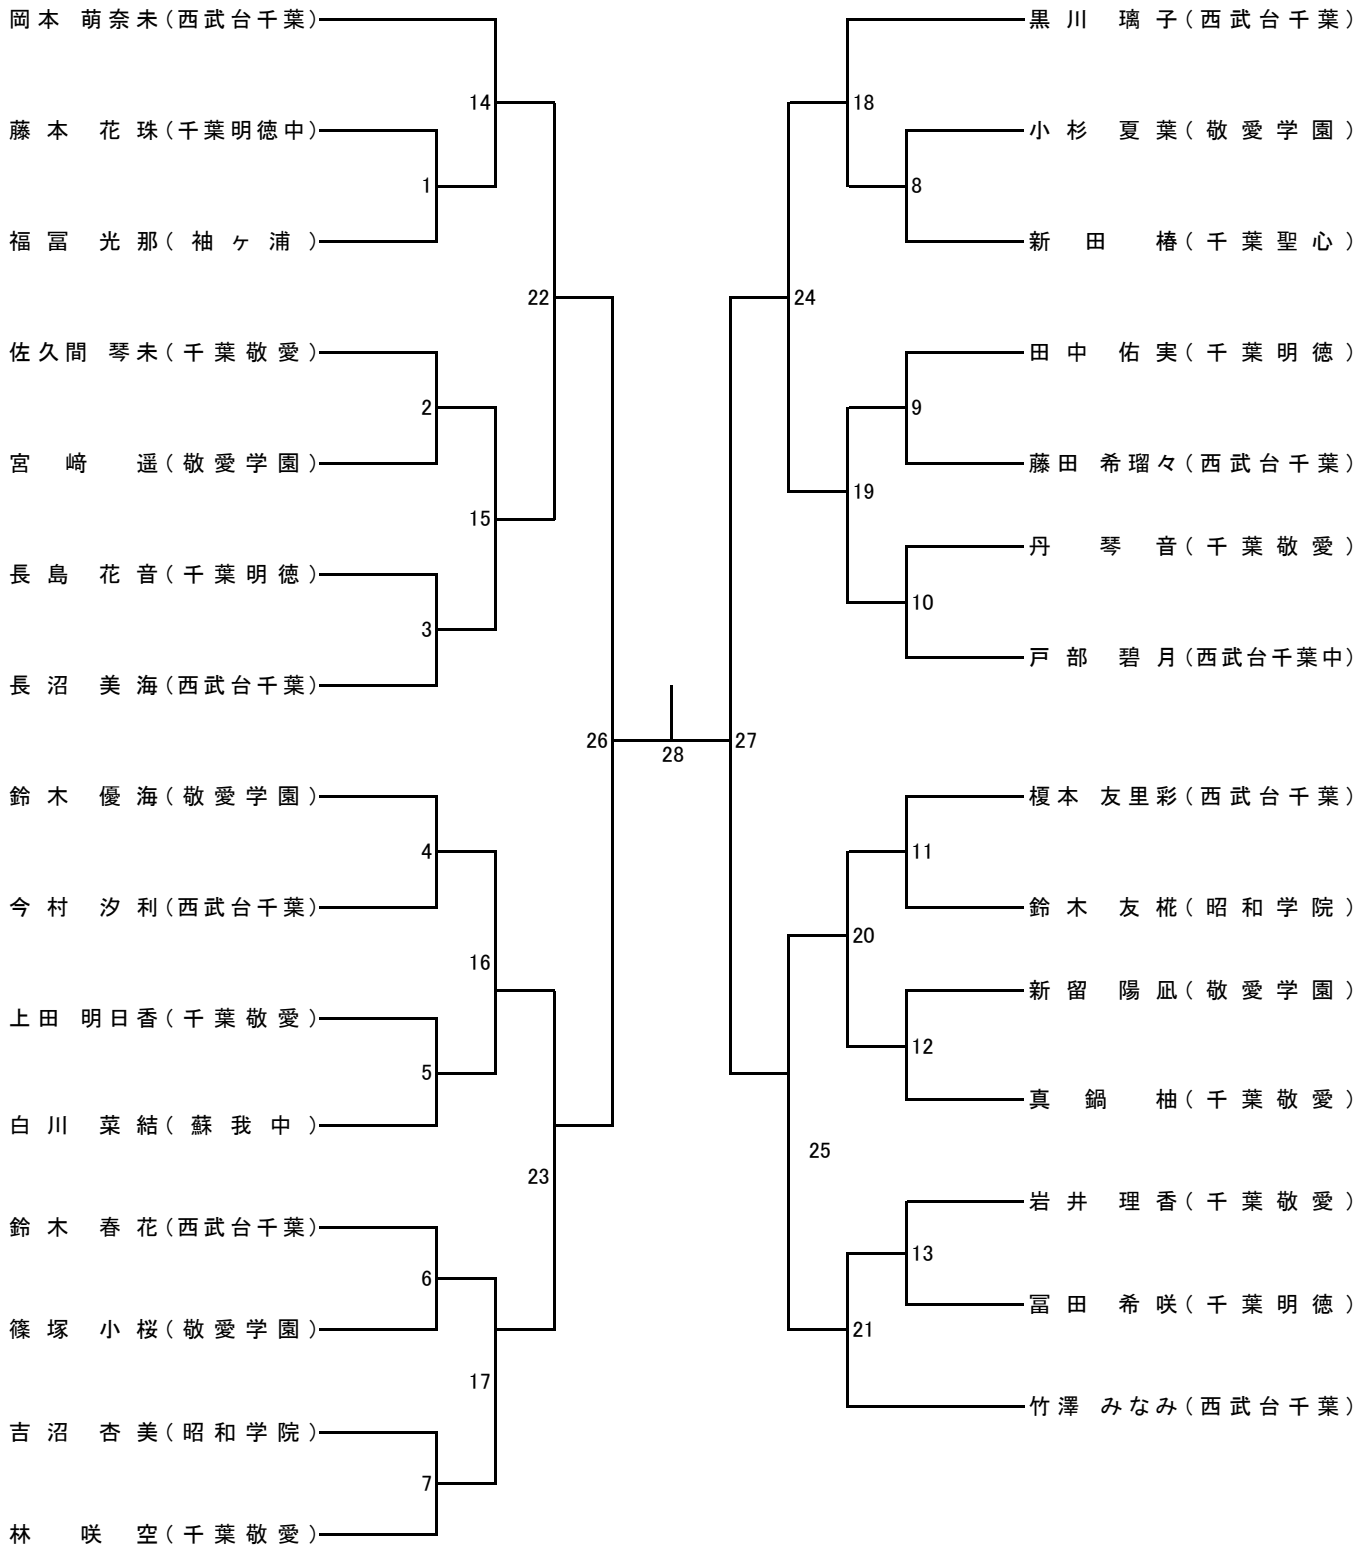 岡本 萌奈未(西武台千葉)
14
藤本 花珠(千葉明徳中)
1
福冨 光那(袖ヶ浦)
22
佐久間 琴未(千葉敬愛)
2
宮﨑 遥(敬愛学園)
15
長島 花音(千葉明徳)
3
長沼 美海(西武台千葉)
26
鈴木 優海(敬愛学園)
4
今村 汐利(西武台千葉)
16
上田 明日香(千葉敬愛)
5
白川 菜結(蘇我中)
23
鈴木 春花(西武台千葉)
6
篠塚 小桜(敬愛学園)
17
吉沼 杏美(昭和学院)
7
林 咲空(千葉敬愛)
28
黒川 璃子(西武台千葉)
18
小杉 夏葉(敬愛学園)
8
新田 椿(千葉聖心)
24
田中 佑実(千葉明徳)
9
藤田 希瑠々(西武台千葉)
19
丹 琴音(千葉敬愛)
10
戸部 碧月(西武台千葉中)
27
榎本 友里彩(西武台千葉)
11
鈴木 友椛(昭和学院)
20
新留 陽凪(敬愛学園)
12
真鍋 柚(千葉敬愛)
25
岩井 理香(千葉敬愛)
13
冨田 希咲(千葉明徳)
21
竹澤 みなみ(西武台千葉)